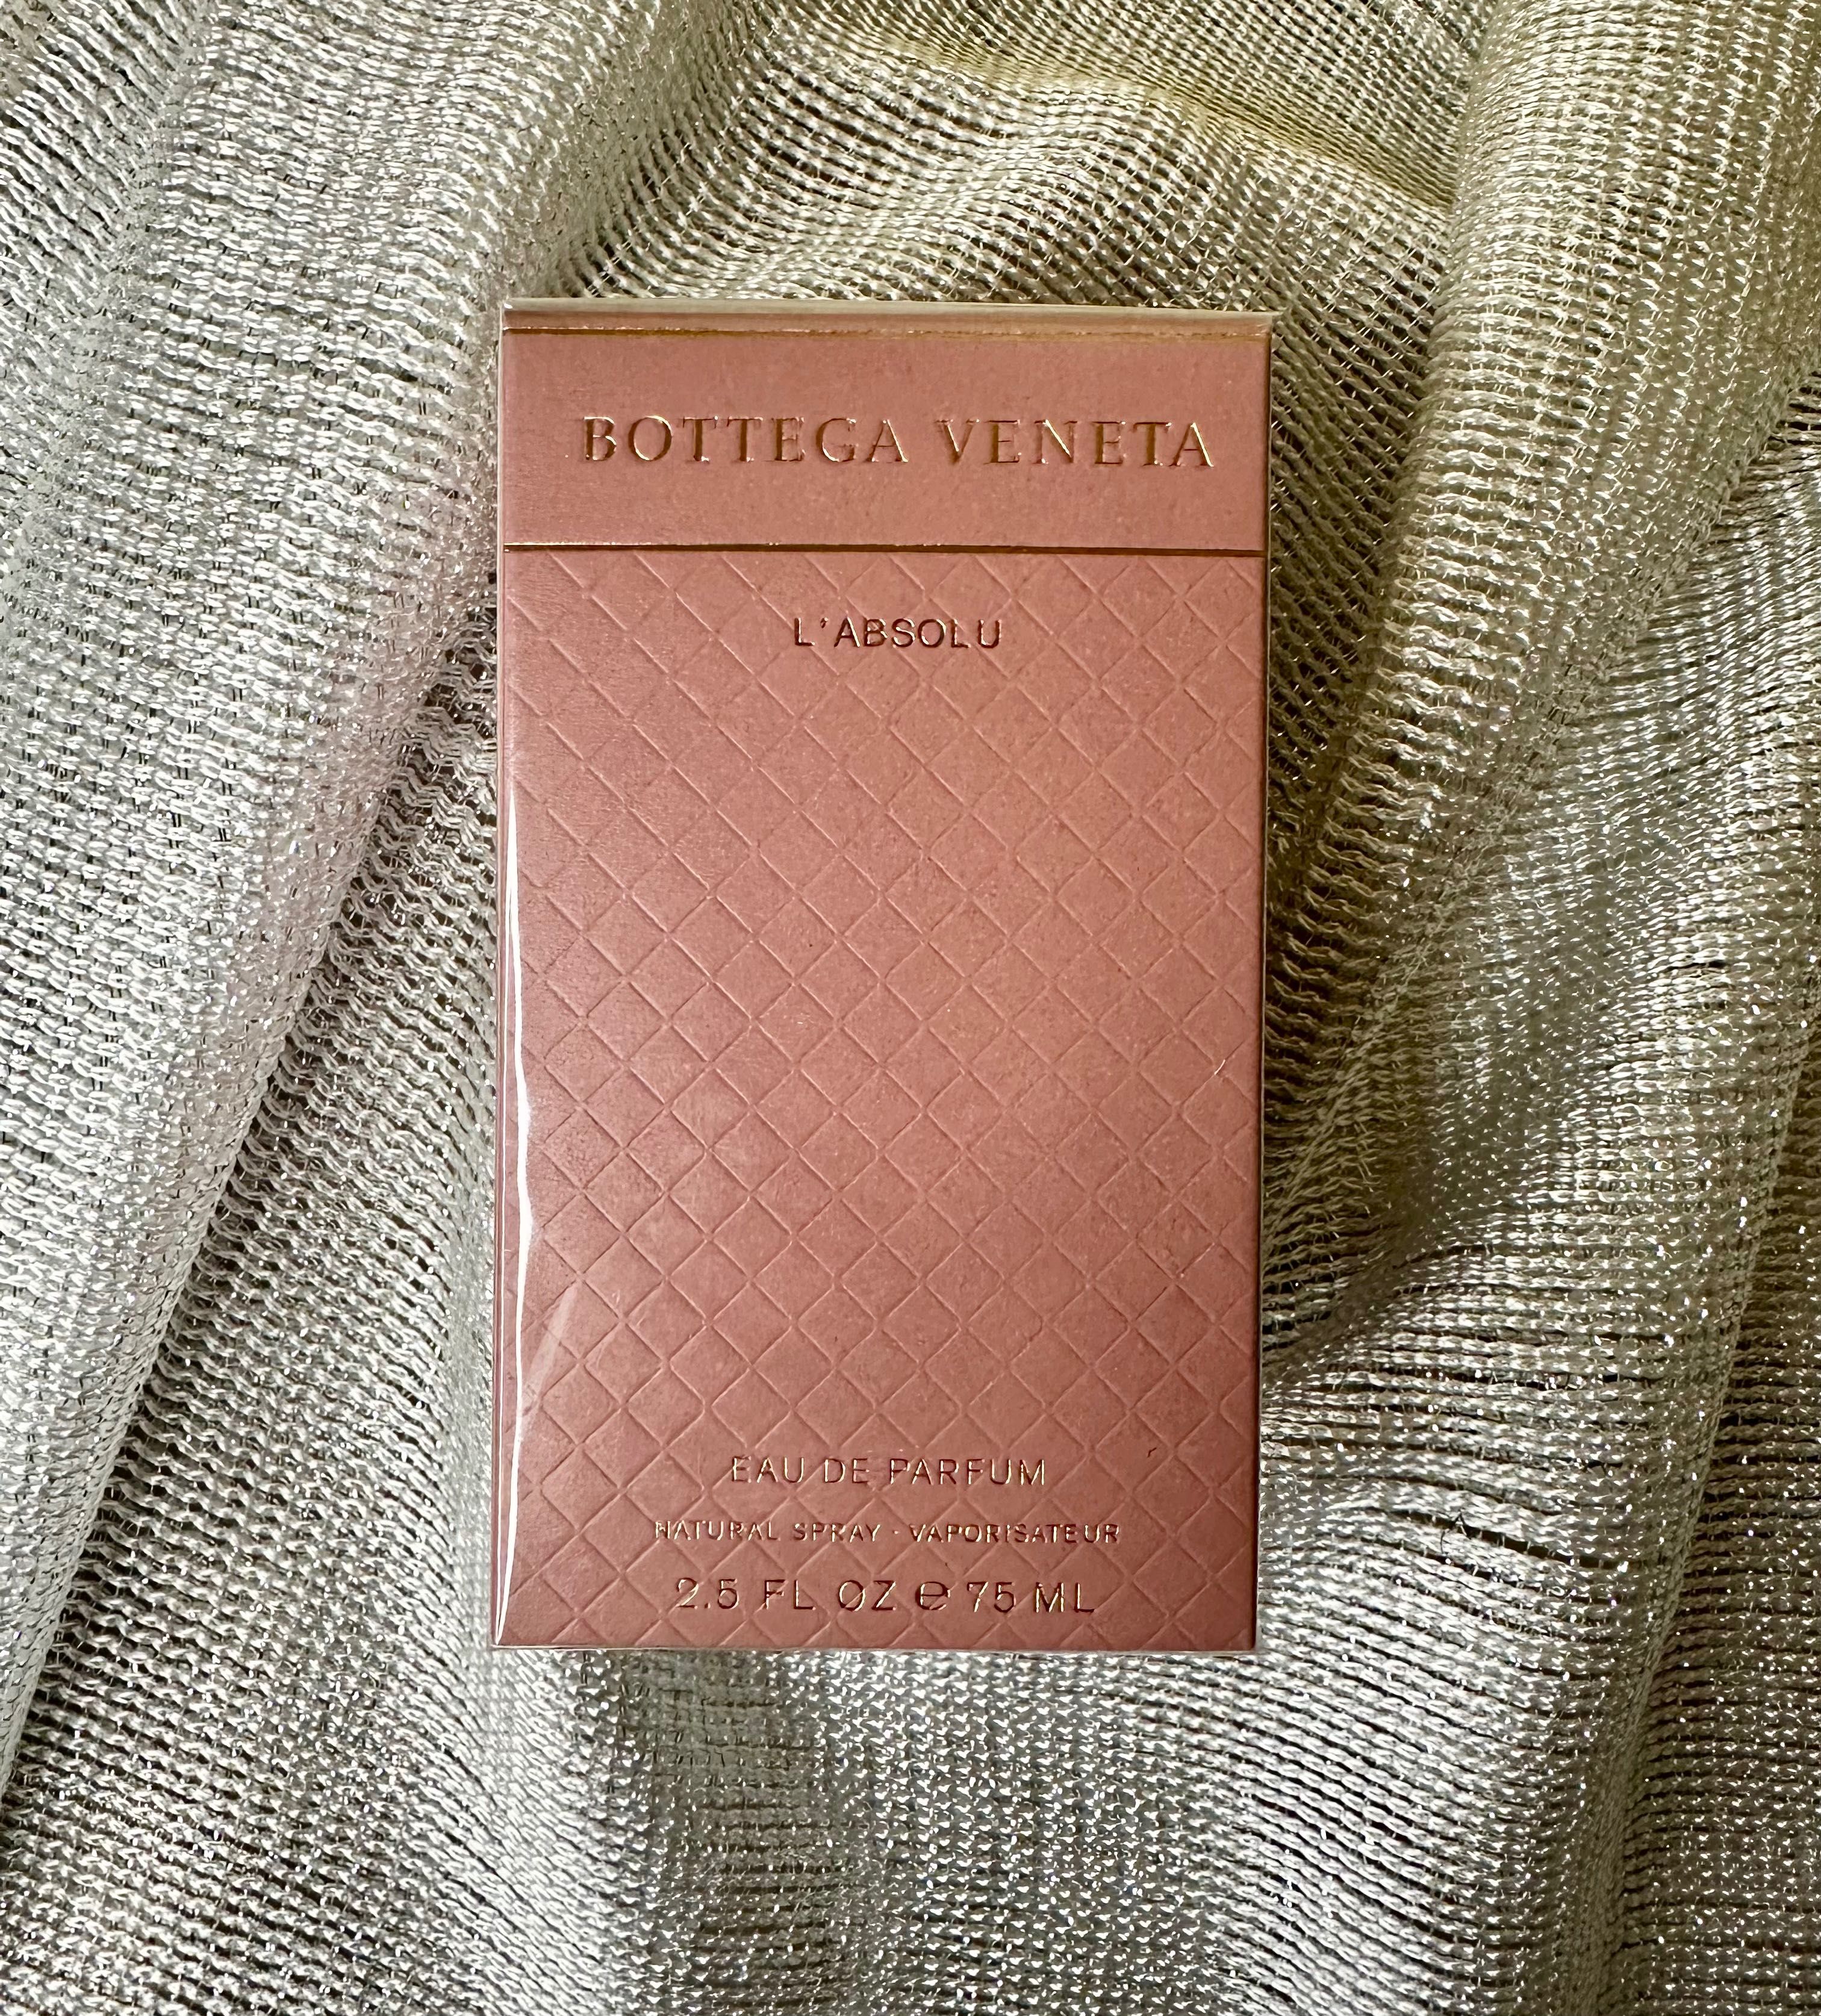 BOTTEGA VENETA
L'ABSOLU
EAU DE PARFUM
NATURAL SPRAY · VAPORISATEUR
2.5 FL OZ ℮ 75 ML